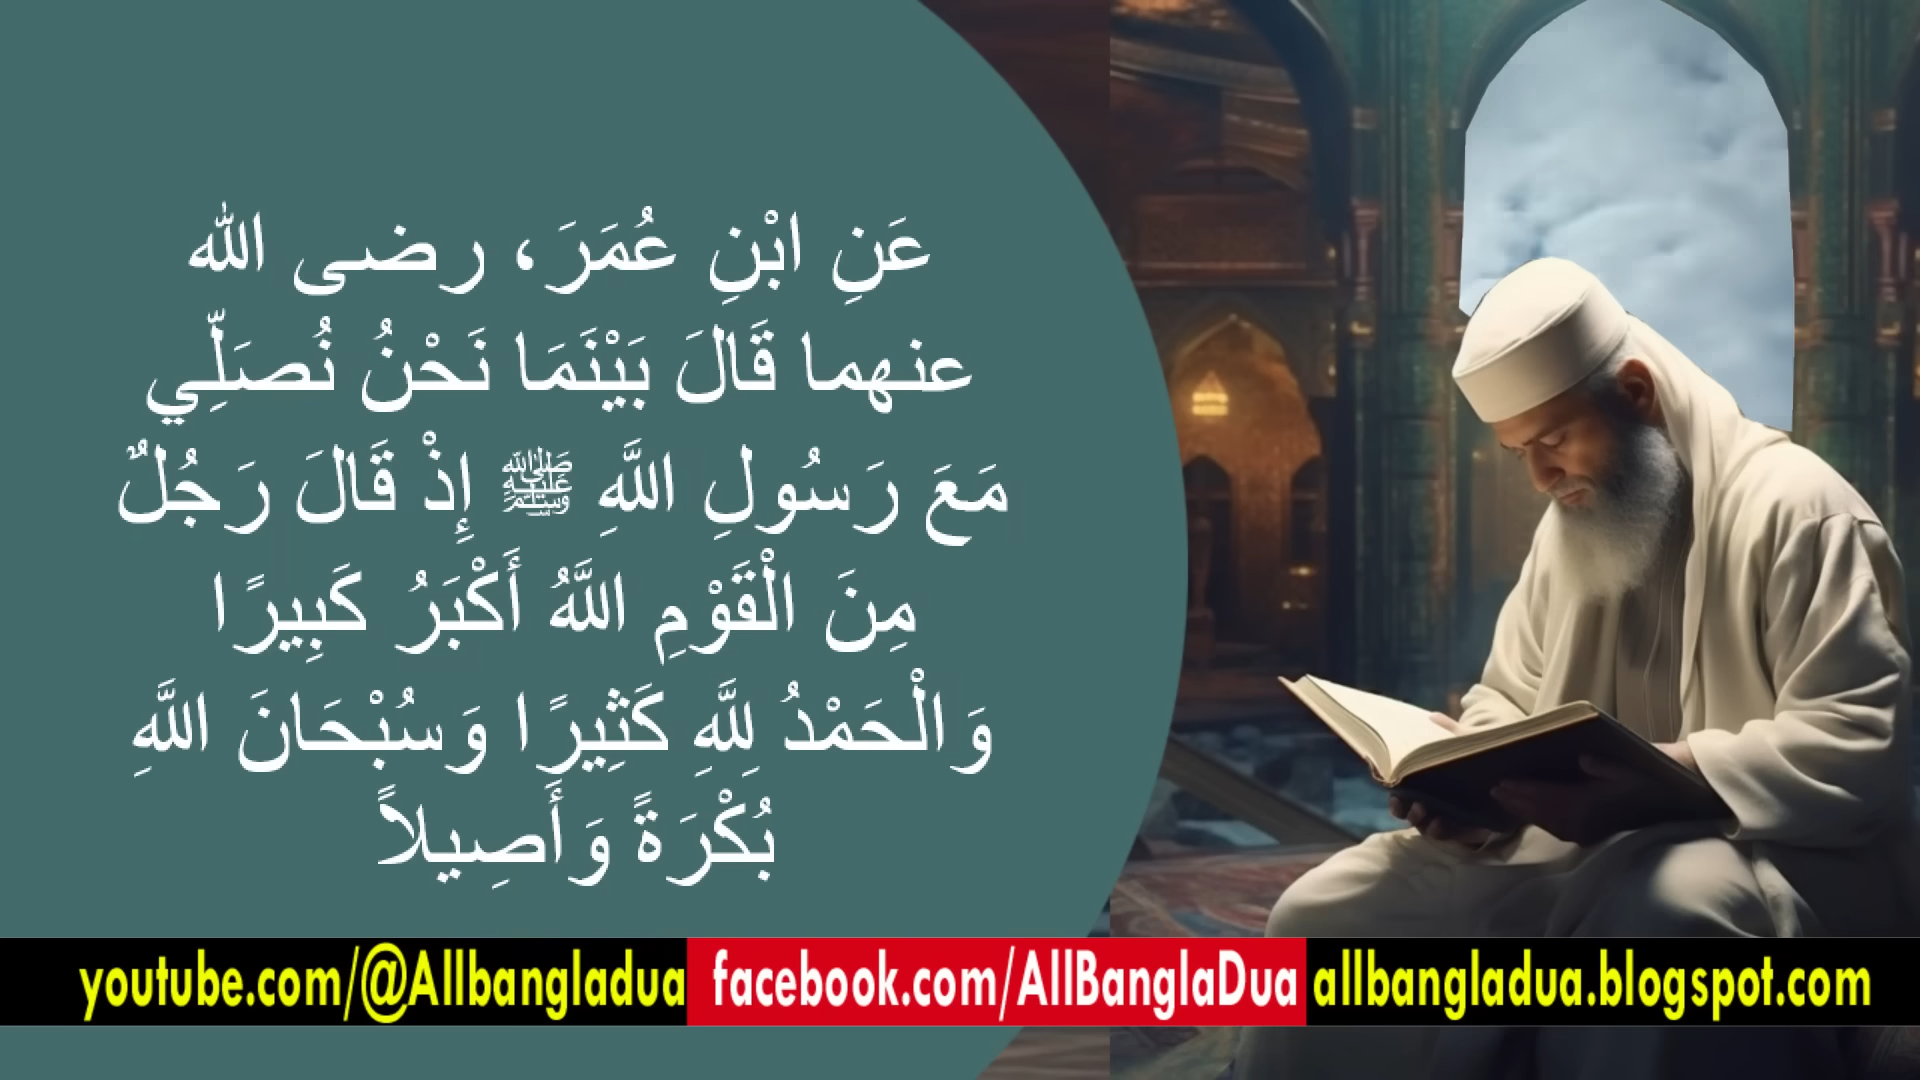 عَنِ ابْنِ عُمَرَ، رضى الله
عنهما قَالَ بَيْنَمَا نَحْنُ نُصَلِّي
مَعَ رَسُولِ اللَّهِ ﷺ إِذْ قَالَ رَجُلٌ
مِنَ الْقَوْمِ اللَّهُ أَكْبَرُ كَبِيرًا
وَالْحَمْدُ لِلَّهِ كَثِيرًا وَسُبْحَانَ اللَّهِ
بُكْرَةً وَأَصِيلاً
youtube.com/@Allbangladua facebook.com/AllBanglaDua allbangladua.blogspot.com